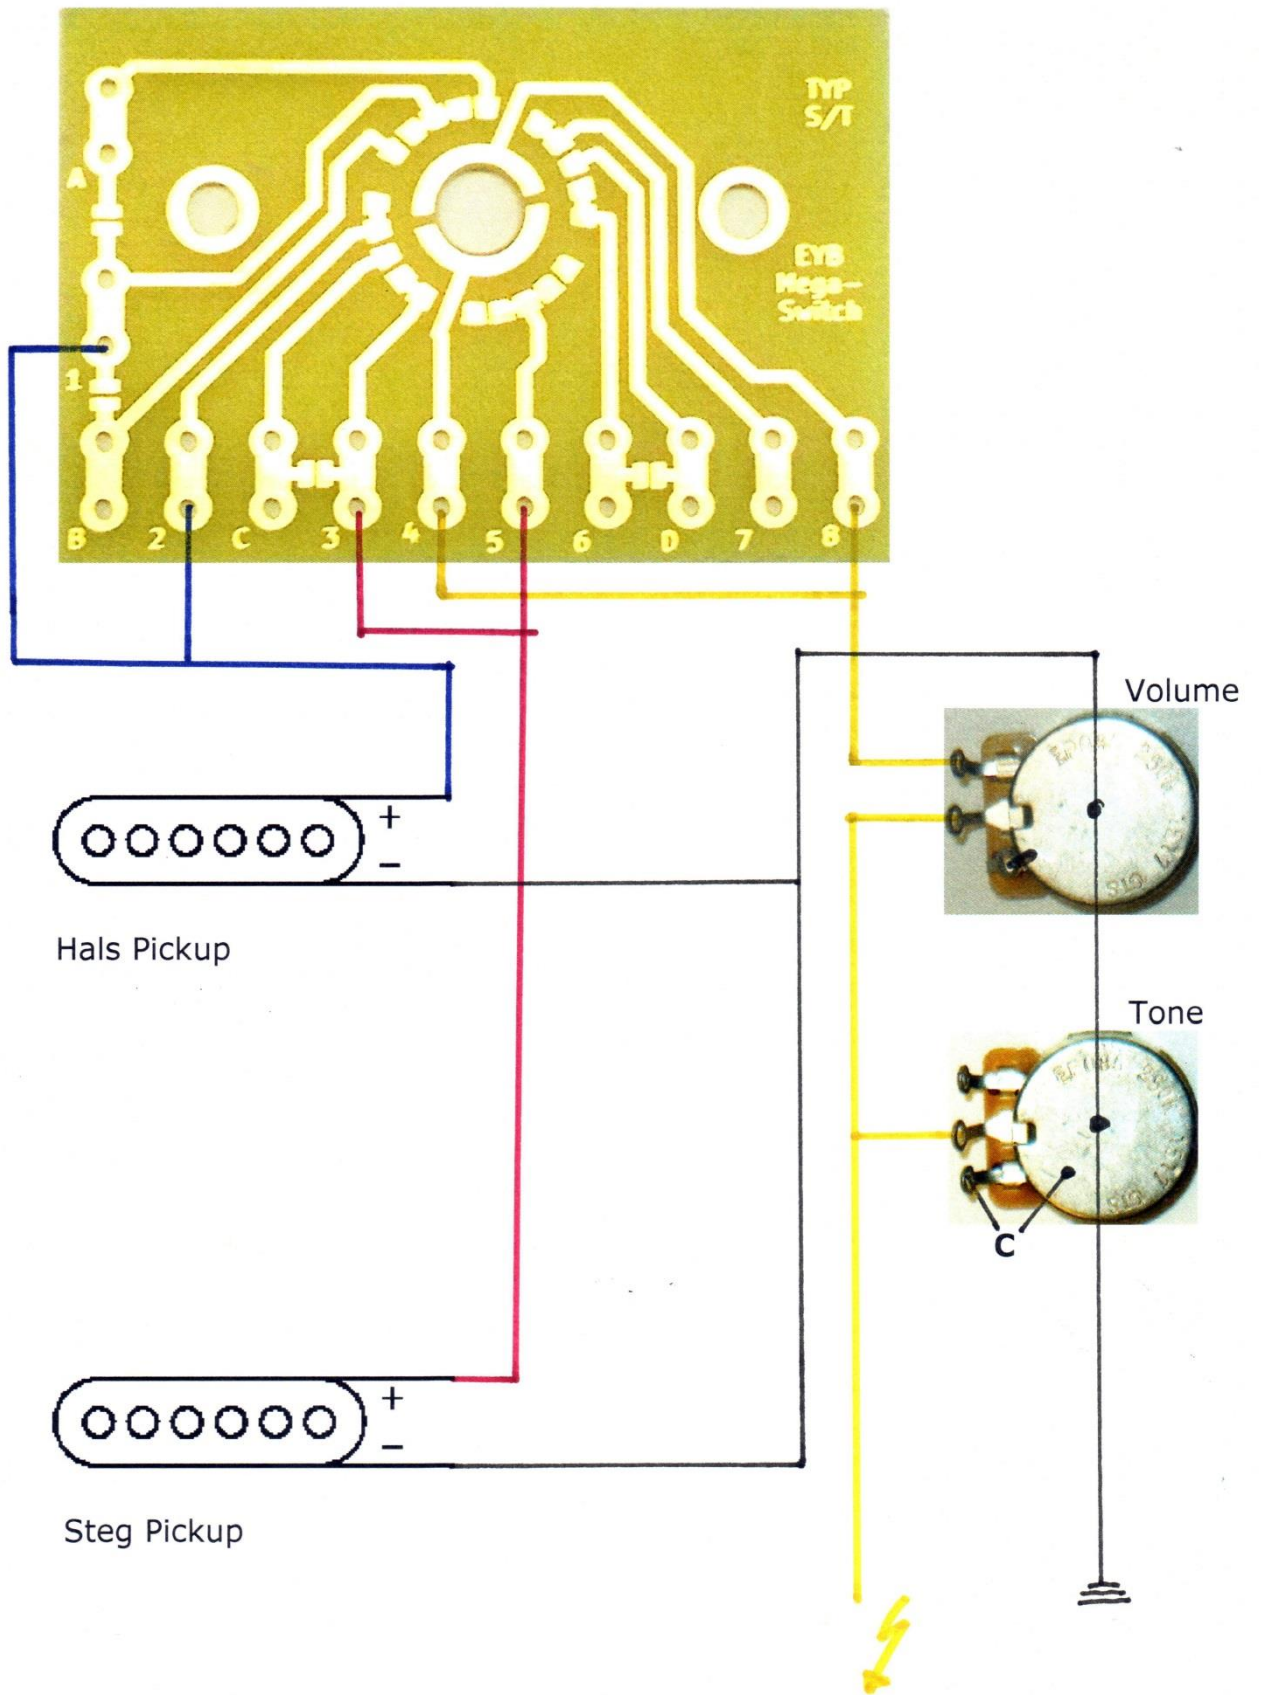 TYP
S/T
A
EYB
Mega-
Switch
1
B
2
C
3
4
5
6
D
7
8
Volume
+
–
Hals Pickup
Tone
C
+
–
Steg Pickup